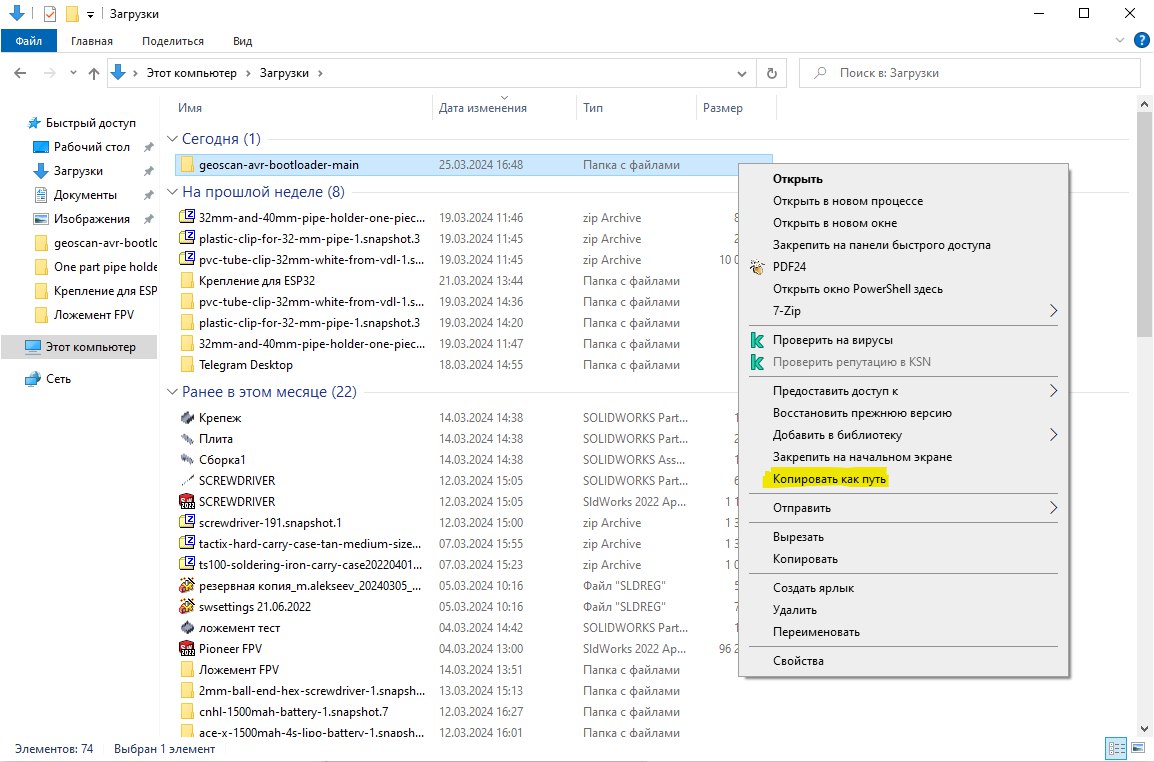 Загрузки
Файл Главная Поделиться Вид
Этот компьютер Загрузки Поиск в: Загрузки
Имя Дата изменения Тип Размер
Быстрый доступ
Рабочий стол
Загрузки
Документы
Изображения
geoscan-avr-bootlo
One part pipe holde
Крепление для ESP
Ложемент FPV
Этот компьютер
Сеть
Сегодня (1)
geoscan-avr-bootloader-main 25.03.2024 16:48 Папка с файлами
На прошлой неделе (8)
32mm-and-40mm-pipe-holder-one-piec... 19.03.2024 11:46 zip Archive 8
plastic-clip-for-32-mm-pipe-1.snapshot.3 19.03.2024 11:45 zip Archive 2
pvc-tube-clip-32mm-white-from-vdl-1.s... 19.03.2024 11:45 zip Archive 10 0
Крепление для ESP32 21.03.2024 13:44 Папка с файлами
pvc-tube-clip-32mm-white-from-vdl-1.s... 19.03.2024 14:36 Папка с файлами
plastic-clip-for-32-mm-pipe-1.snapshot.3 19.03.2024 14:20 Папка с файлами
32mm-and-40mm-pipe-holder-one-piec... 19.03.2024 11:47 Папка с файлами
Telegram Desktop 18.03.2024 14:55 Папка с файлами
Ранее в этом месяце (22)
Крепеж 14.03.2024 14:38 SOLIDWORKS Part... 1
Плита 14.03.2024 14:38 SOLIDWORKS Part... 2
Сборка1 14.03.2024 14:38 SOLIDWORKS Ass...
SCREWDRIVER 12.03.2024 15:05 SOLIDWORKS Part...
SCREWDRIVER 12.03.2024 15:05 SldWorks 2022 Ap... 1 1
screwdriver-191.snapshot.1 12.03.2024 15:00 zip Archive 1 3
tactix-hard-carry-case-tan-medium-size... 07.03.2024 15:55 zip Archive 1 3
ts100-soldering-iron-carry-case20220401... 07.03.2024 15:23 zip Archive 1 0
резервная копия_m.alekseev_20240305_... 05.03.2024 10:16 Файл "SLDREG" 5
swsettings 21.06.2022 05.03.2024 10:16 Файл "SLDREG" 7
ложемент тест 04.03.2024 14:42 SOLIDWORKS Part... 1
Pioneer FPV 04.03.2024 13:00 SldWorks 2022 Ap... 96 2
Ложемент FPV 14.03.2024 13:51 Папка с файлами
2mm-ball-end-hex-screwdriver-1.snapsh... 13.03.2024 15:13 Папка с файлами
cnhl-1500mah-battery-1.snapshot.7 12.03.2024 16:27 Папка с файлами
ace-x-1500mah-4s-lipo-battery-1.snapsh... 12.03.2024 16:01 Папка с файлами
Открыть
Открыть в новом процессе
Открыть в новом окне
Закрепить на панели быстрого доступа
PDF24
Открыть окно PowerShell здесь
7-Zip
Проверить на вирусы
Проверить репутацию в KSN
Предоставить доступ к
Восстановить прежнюю версию
Добавить в библиотеку
Закрепить на начальном экране
Копировать как путь
Отправить
Вырезать
Копировать
Создать ярлык
Удалить
Переименовать
Свойства
Элементов: 74 Выбран 1 элемент